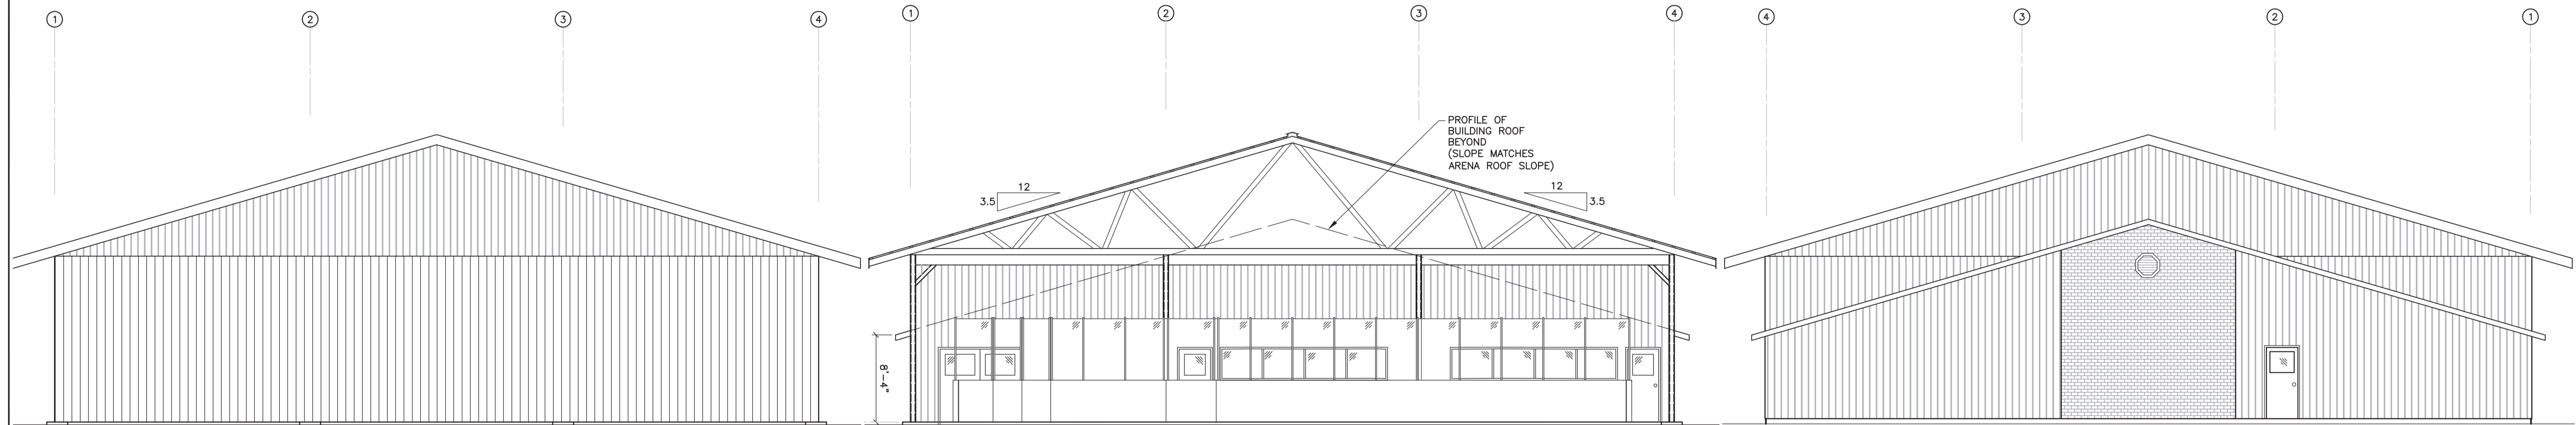 1 2 3 4
1 2 3 4
4 3 2 1
PROFILE OF
BUILDING ROOF
BEYOND
(SLOPE MATCHES
ARENA ROOF SLOPE)
12
3.5
12
3.5
8'-4"